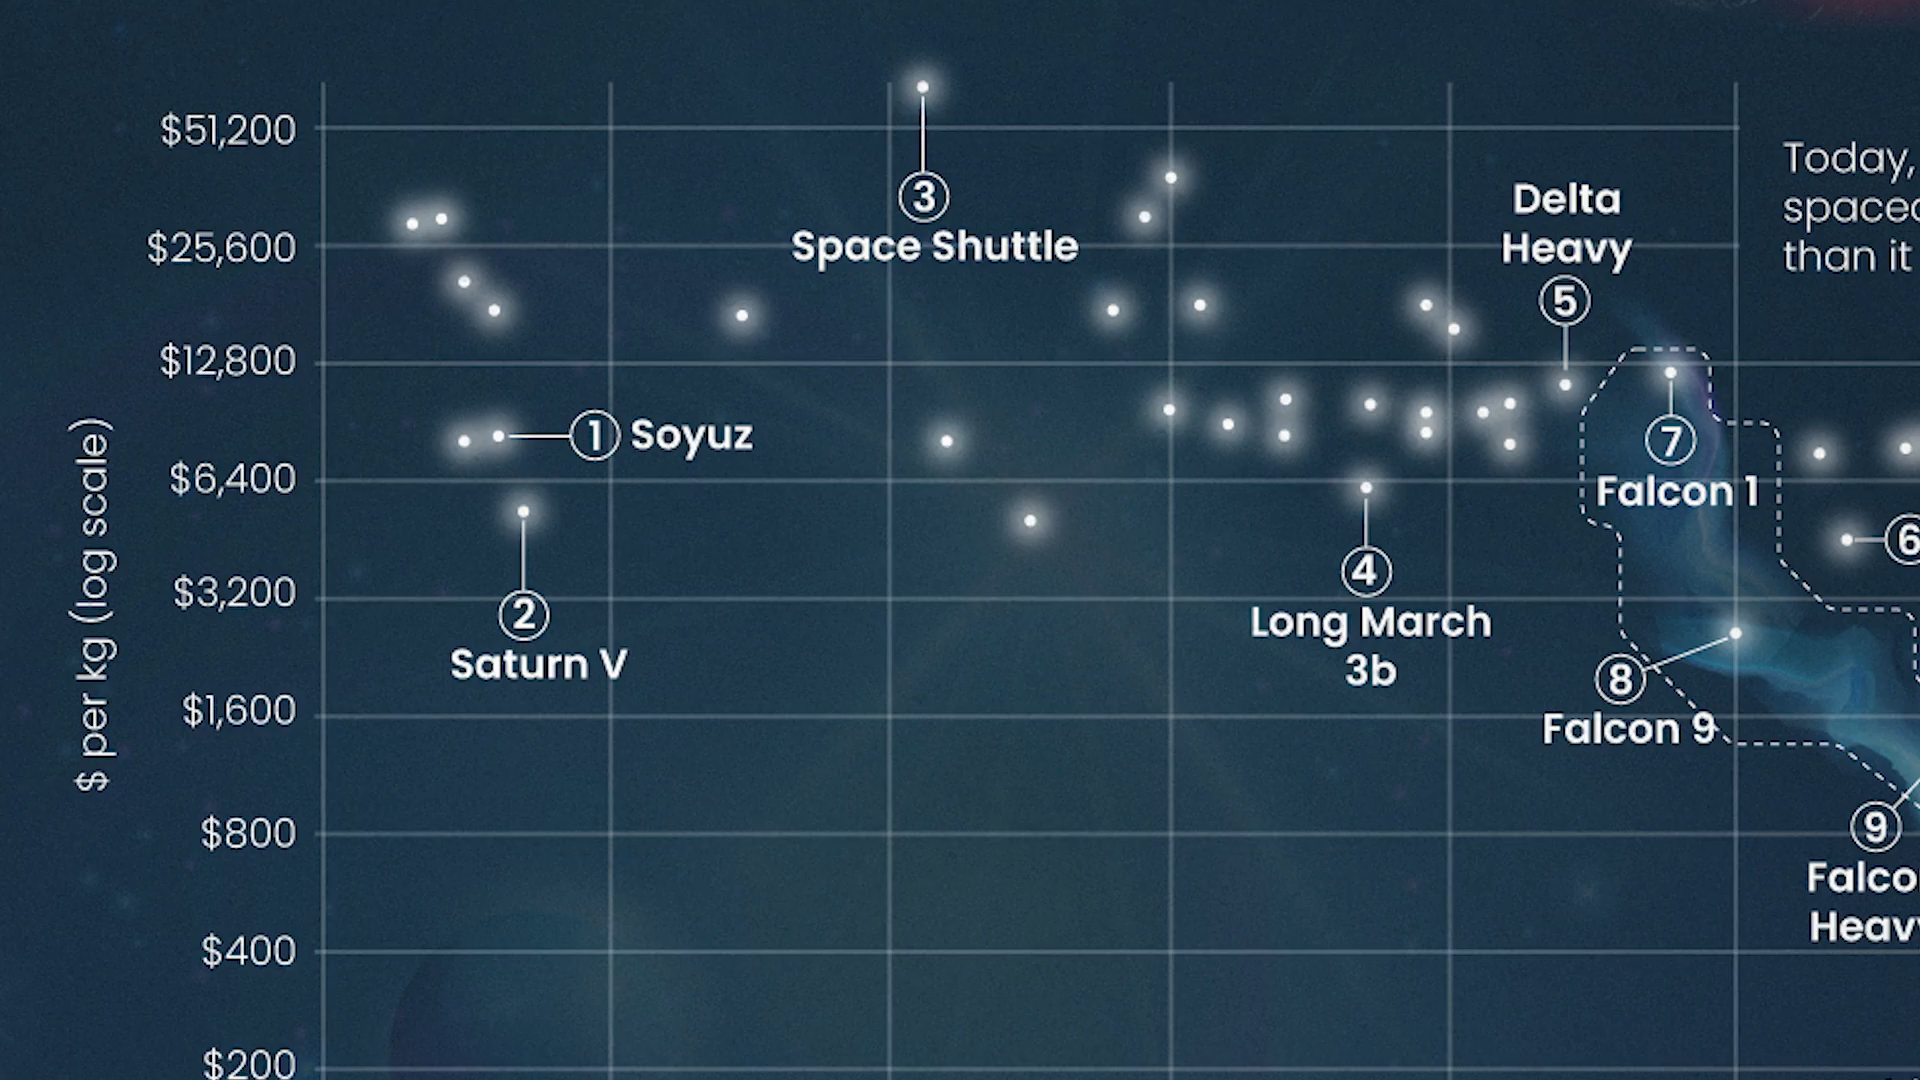 $51,200
$25,600
$12,800
$6,400
$3,200
$1,600
$800
$400
$200
$ per kg (log scale)
3
Space Shuttle
1 Soyuz
2
Saturn V
4
Long March
3b
Delta
Heavy
5
7
Falcon 1
8
Falcon 9
6
9
Heavy
Today,
than it